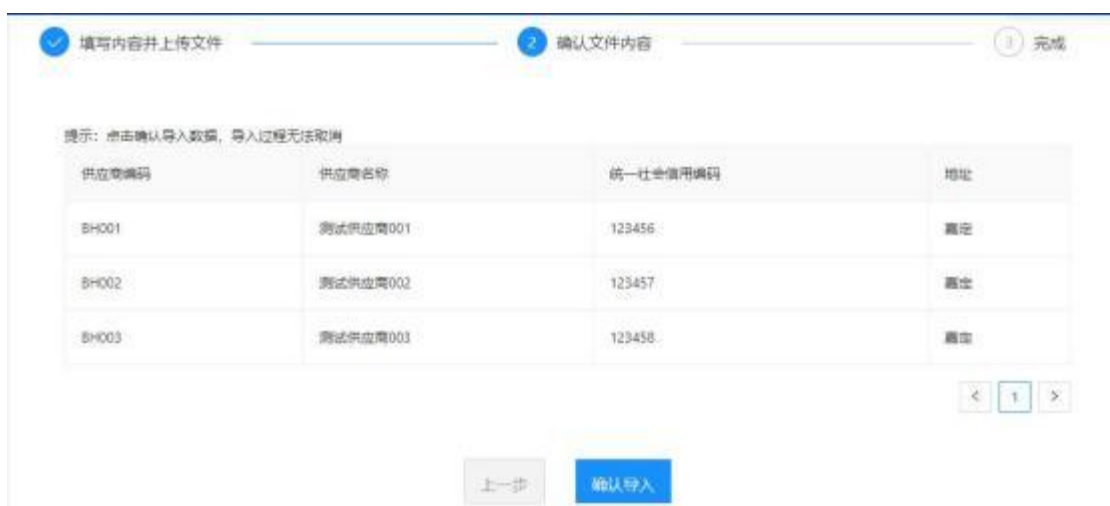 填写内容并上传文件 2 确认文件内容 3 完成
提示：点击确认导入数据，导入过程无法取消
供应商编码 供应商名称 统一社会信用编码 地址
BH001 测试供应商001 123456 嘉定
BH002 测试供应商002 123457 嘉定
BH003 测试供应商003 123458 嘉定
< 1 >
上一步 确认导入